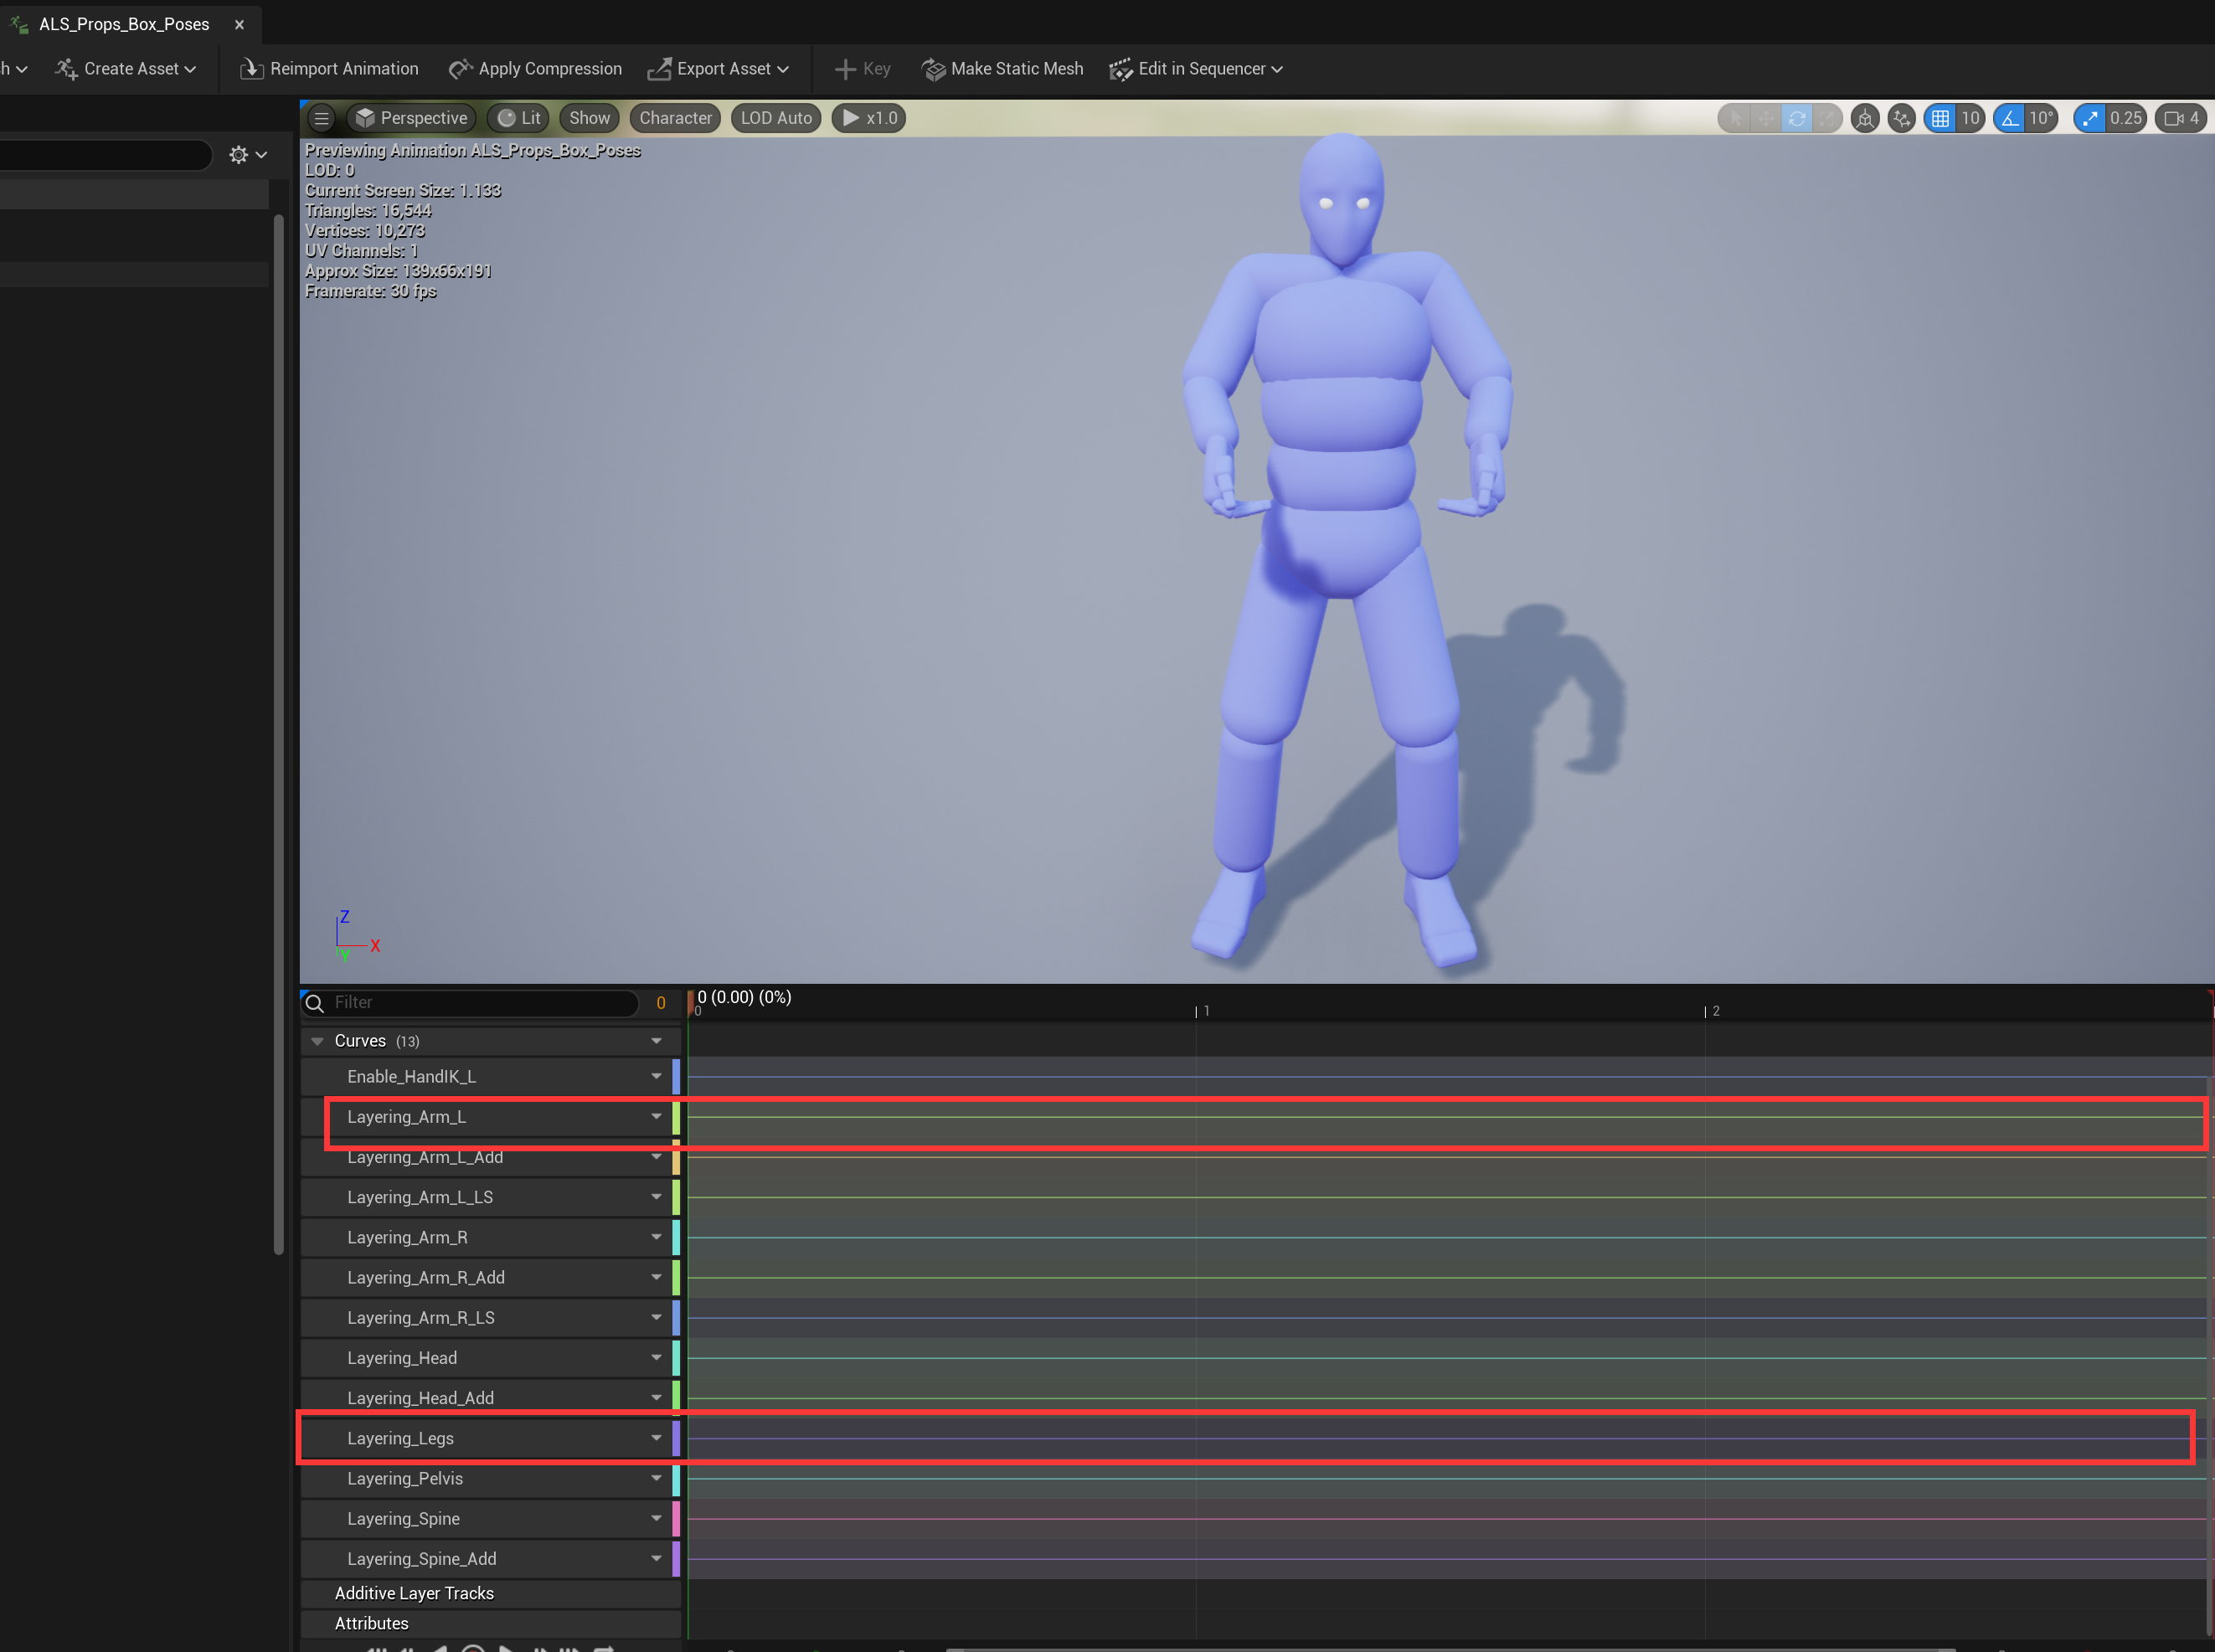 ALS_Props_Box_Poses
Create Asset
Reimport Animation
Apply Compression
Export Asset
Key
Make Static Mesh
Edit in Sequencer
Perspective
Lit
Show
Character
LOD Auto
x1.0
10
10°
0.25
4
Previewing Animation ALS_Props_Box_Poses
LOD: 0
Current Screen Size: 1.133
Triangles: 16,544
Vertices: 10,273
UV Channels: 1
Approx Size: 139x66x191
Framerate: 30 fps
Z
X
Y
Filter
0
0 (0.00) (0%)
0
1
2
Curves (13)
Enable_HandIK_L
Layering_Arm_L
Layering_Arm_L_Add
Layering_Arm_L_LS
Layering_Arm_R
Layering_Arm_R_Add
Layering_Arm_R_LS
Layering_Head
Layering_Head_Add
Layering_Legs
Layering_Pelvis
Layering_Spine
Layering_Spine_Add
Additive Layer Tracks
Attributes